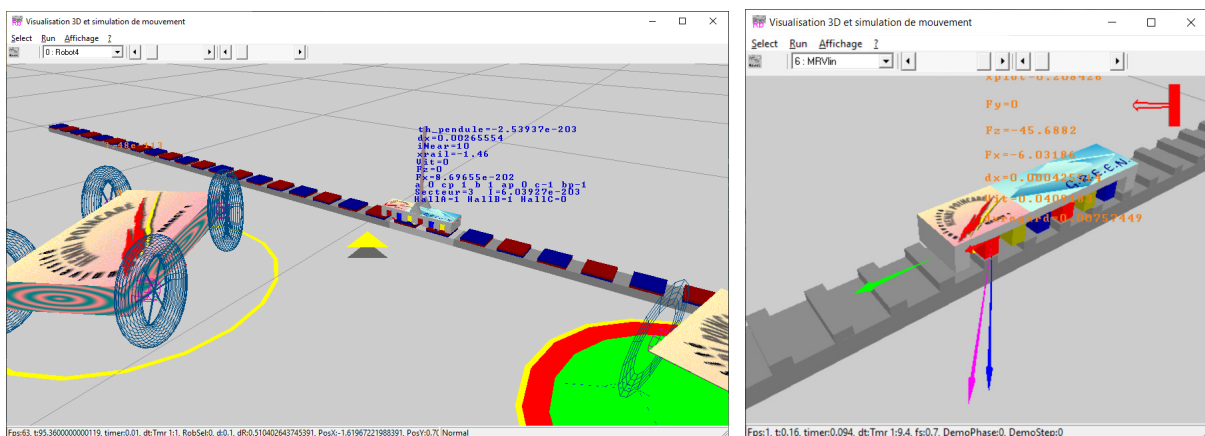 Visualisation 3D et simulation de mouvement
Select Run Affichage ?
0 : Robot4
th_pendule=-2.53937e-203
dx=0.00265554
iNear=10
xrail=-1.46
Vit=0
Fz=0
Fx=8.69655e-202
a 0 cp 1 b 1 ap 0 c-1 bp-1
Secteur=3 l=6.03927e-203
HallA=1 HallB=1 HallC=0
POINCARE
Fps:63, t:95.3600000000119, timer:0.01, dt:Tmr 1:1, RobSel:0, d:0.1, dR:0.510402643745391, PosX:-1.61967221988391, PosY:0.70 Normal
Visualisation 3D et simulation de mouvement
Select Run Affichage ?
6 : MRVlin
xplot=0.208426
Fy=0
Fz=-45.6882
Fx=-6.03186
G.R.E.E.N.
Fps:1, t:0.16, timer:0.094, dt:Tmr 1:9.4, fs:0.7, DemoPhase:0, DemoStep:0